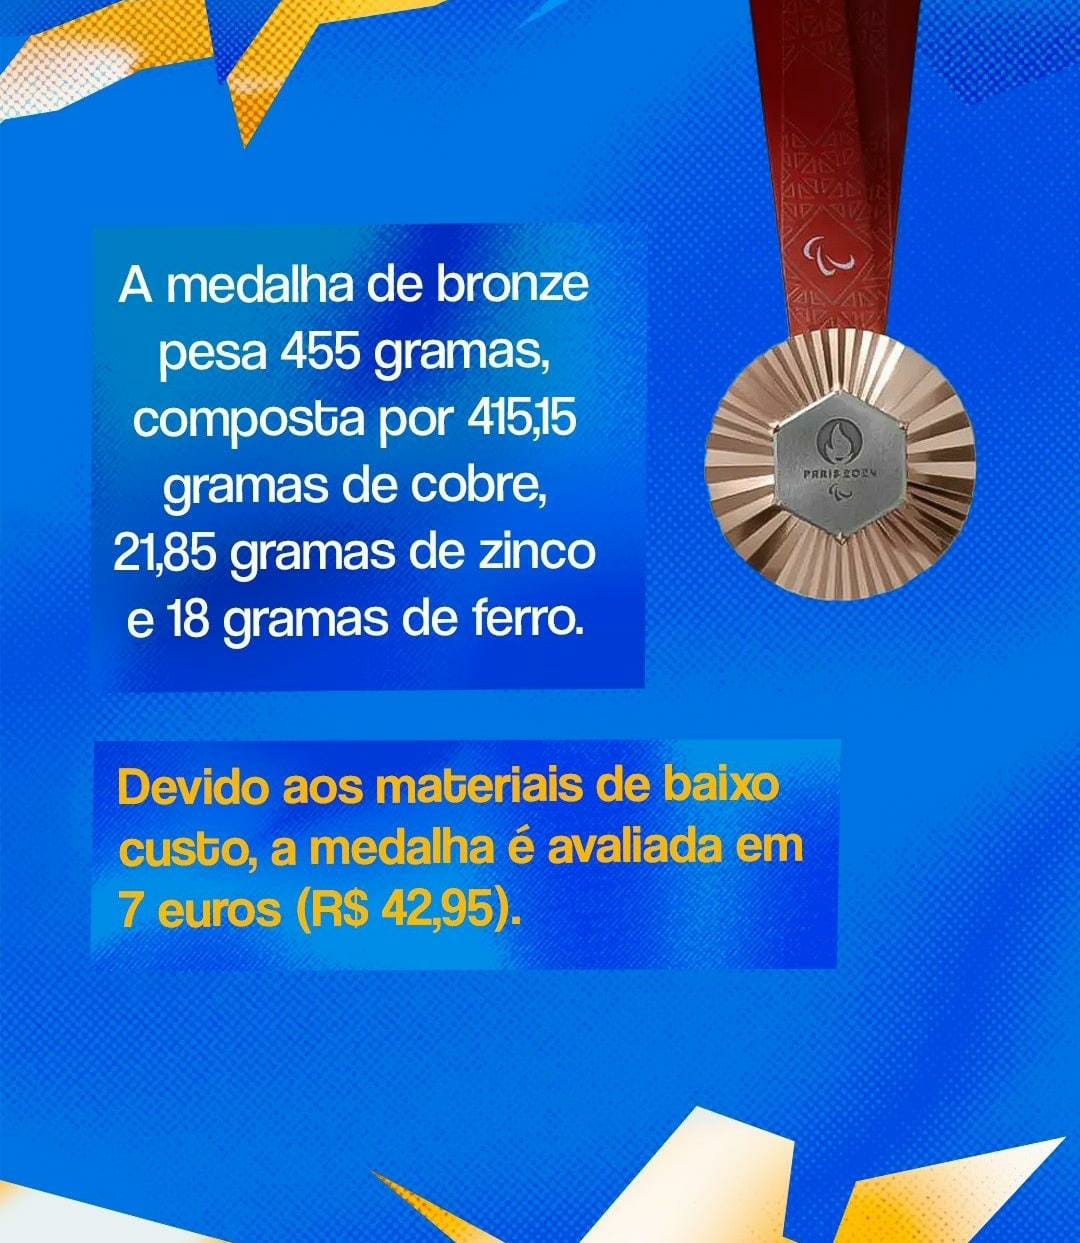 A medalha de bronze
pesa 455 gramas,
composta por 415,15
gramas de cobre,
21,85 gramas de zinco
e 18 gramas de ferro.
PARIS 2024
Devido aos materiais de baixo
custo, a medalha é avaliada em
7 euros (R$ 42,95).